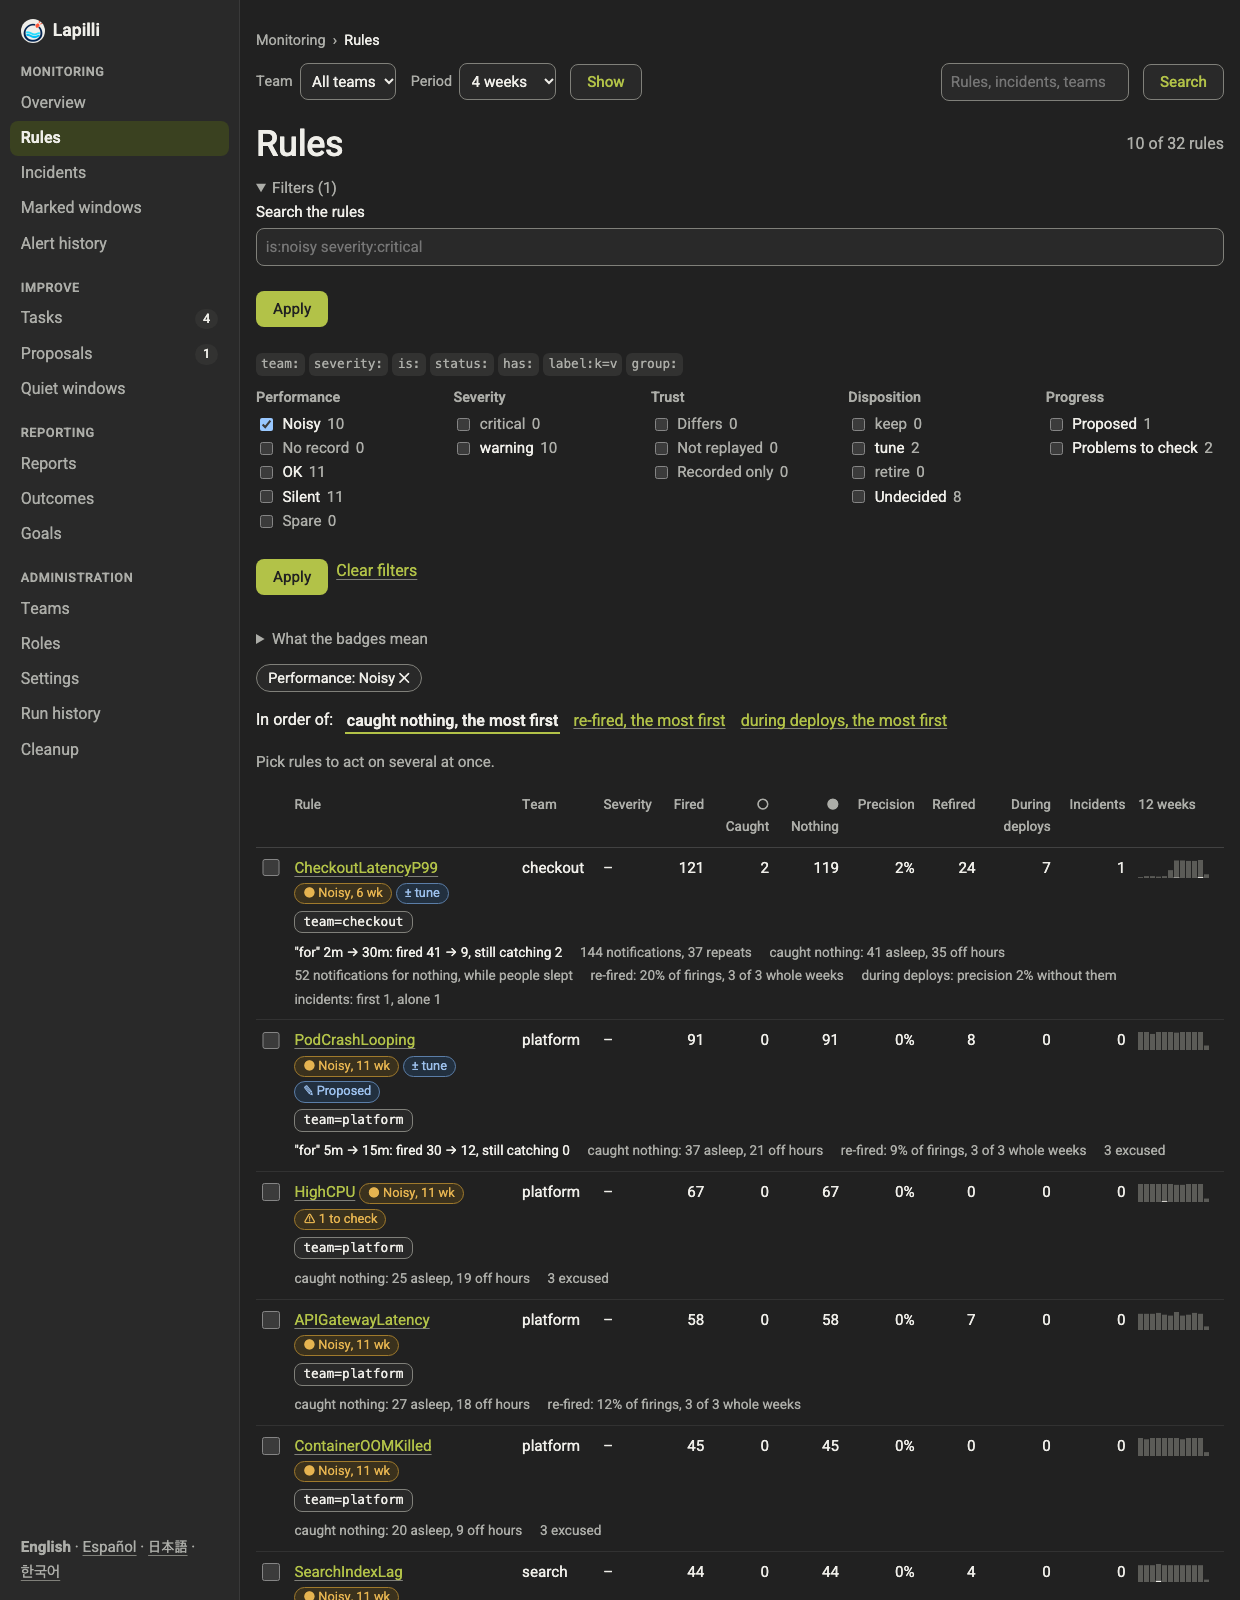 Lapilli
MONITORING
Overview
Rules
Incidents
Marked windows
Alert history
IMPROVE
Tasks 4
Proposals 1
Quiet windows
REPORTING
Reports
Outcomes
Goals
ADMINISTRATION
Teams
Roles
Settings
Run history
Cleanup
English · Español · 日本語 ·
한국어
Monitoring › Rules
Team All teams Period 4 weeks Show Rules, incidents, teams Search
Rules 10 of 32 rules
▼ Filters (1)
Search the rules
is:noisy severity:critical
Apply
team: severity: is: status: has: label:k=v group:
Performance Severity Trust Disposition Progress
Noisy 10 critical 0 Differs 0 keep 0 Proposed 1
No record 0 warning 10 Not replayed 0 tune 2 Problems to check 2
OK 11 Recorded only 0 retire 0
Silent 11 Undecided 8
Spare 0
Apply Clear filters
▶ What the badges mean
Performance: Noisy ✕
In order of: caught nothing, the most first re-fired, the most first during deploys, the most first
Pick rules to act on several at once.
Rule Team Severity Fired ○ Caught ● Nothing Precision Refired During deploys Incidents 12 weeks
CheckoutLatencyP99 checkout – 121 2 119 2% 24 7 1
● Noisy, 6 wk ± tune
team=checkout
"for" 2m → 30m: fired 41 → 9, still catching 2 144 notifications, 37 repeats caught nothing: 41 asleep, 35 off hours
52 notifications for nothing, while people slept re-fired: 20% of firings, 3 of 3 whole weeks during deploys: precision 2% without them
incidents: first 1, alone 1
PodCrashLooping platform – 91 0 91 0% 8 0 0
● Noisy, 11 wk ± tune
✎ Proposed
team=platform
"for" 5m → 15m: fired 30 → 12, still catching 0 caught nothing: 37 asleep, 21 off hours re-fired: 9% of firings, 3 of 3 whole weeks 3 excused
HighCPU ● Noisy, 11 wk platform – 67 0 67 0% 0 0 0
⚠ 1 to check
team=platform
caught nothing: 25 asleep, 19 off hours 3 excused
APIGatewayLatency platform – 58 0 58 0% 7 0 0
● Noisy, 11 wk
team=platform
caught nothing: 27 asleep, 18 off hours re-fired: 12% of firings, 3 of 3 whole weeks
ContainerOOMKilled platform – 45 0 45 0% 0 0 0
● Noisy, 11 wk
team=platform
caught nothing: 20 asleep, 9 off hours 3 excused
SearchIndexLag search – 44 0 44 0% 4 0 0
● Noisy, 11 wk